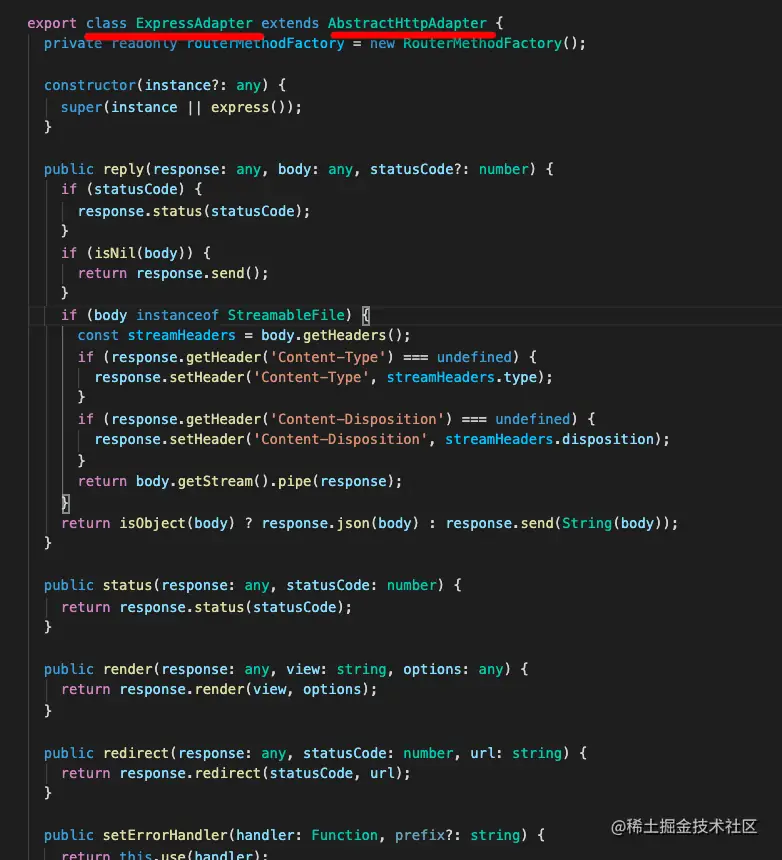 export class ExpressAdapter extends AbstractHttpAdapter {
private readonly routerMethodFactory = new RouterMethodFactory();
constructor(instance?: any) {
super(instance || express());
}
public reply(response: any, body: any, statusCode?: number) {
if (statusCode) {
response.status(statusCode);
}
if (isNil(body)) {
return response.send();
}
if (body instanceof StreamableFile) {
const streamHeaders = body.getHeaders();
if (response.getHeader('Content-Type') === undefined) {
response.setHeader('Content-Type', streamHeaders.type);
}
if (response.getHeader('Content-Disposition') === undefined) {
response.setHeader('Content-Disposition', streamHeaders.disposition);
}
return body.getStream().pipe(response);
}
return isObject(body) ? response.json(body) : response.send(String(body));
}
public status(response: any, statusCode: number) {
return response.status(statusCode);
}
public render(response: any, view: string, options: any) {
return response.render(view, options);
}
public redirect(response: any, statusCode: number, url: string) {
return response.redirect(statusCode, url);
}
public setErrorHandler(handler: Function, prefix?: string) {
return this.use(handler);
@稀土掘金技术社区